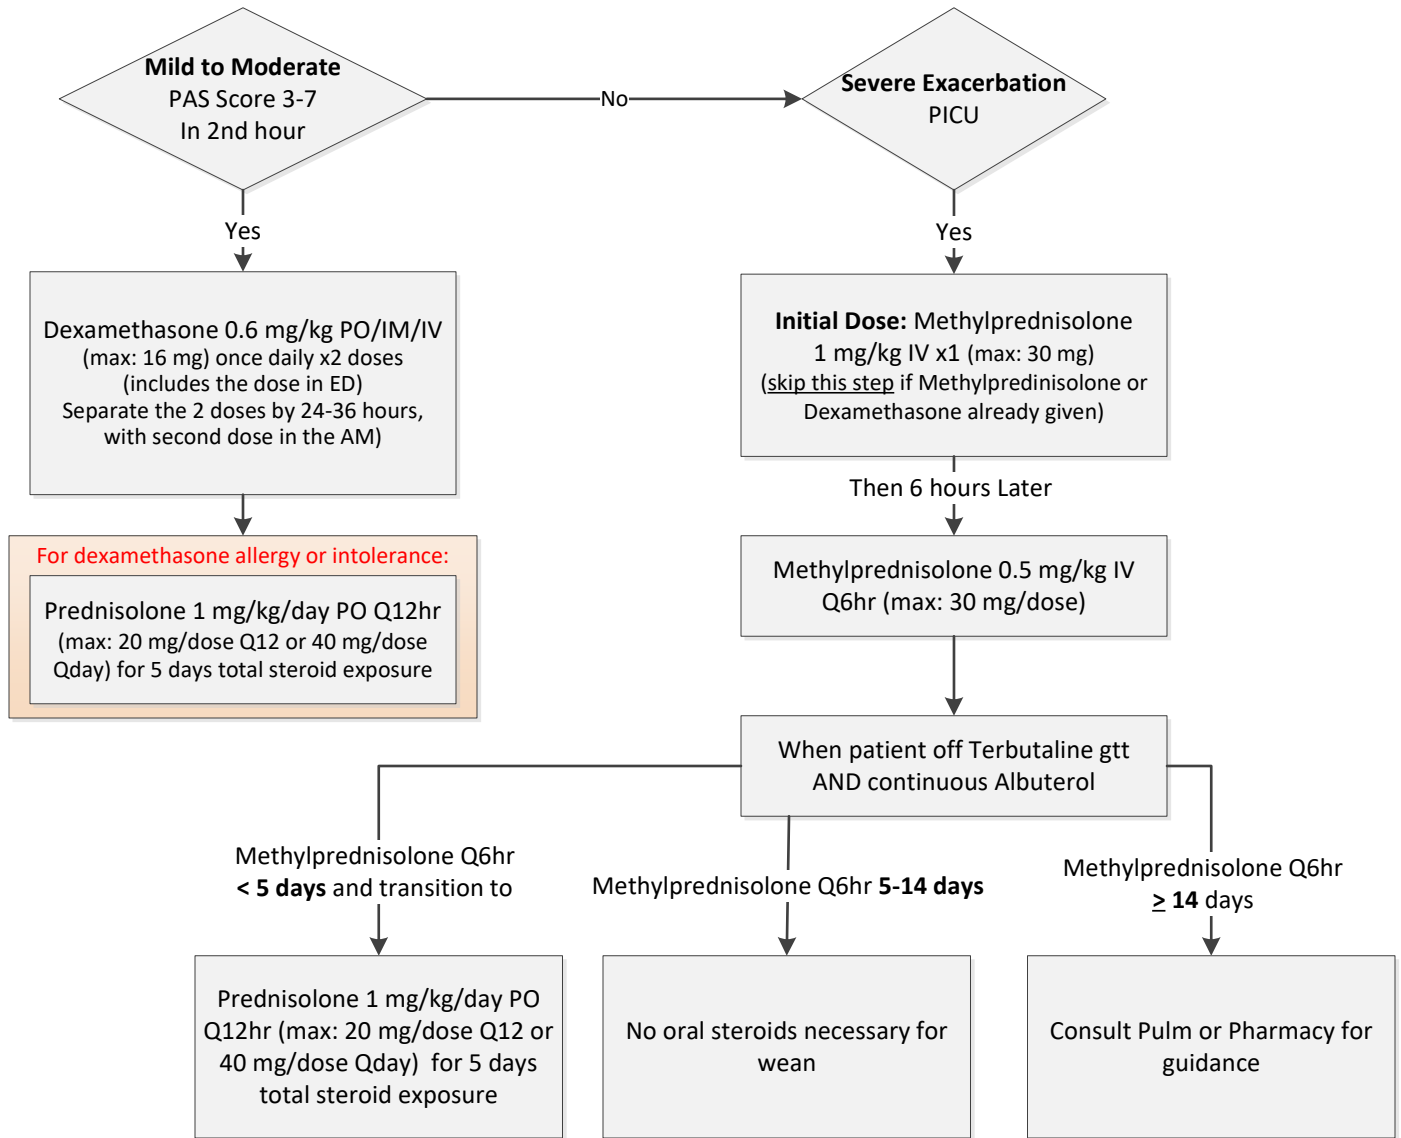 Mild to Moderate
PAS Score 3-7
In 2nd hour
No
Severe Exacerbation
PICU
Yes
Yes
Dexamethasone 0.6 mg/kg PO/IM/IV
(max: 16 mg) once daily x2 doses
(includes the dose in ED)
Separate the 2 doses by 24-36 hours,
with second dose in the AM)
Initial Dose: Methylprednisolone
1 mg/kg IV x1 (max: 30 mg)
(skip this step if Methylpredinisolone or
Dexamethasone already given)
Then 6 hours Later
For dexamethasone allergy or intolerance:
Prednisolone 1 mg/kg/day PO Q12hr
(max: 20 mg/dose Q12 or 40 mg/dose
Qday) for 5 days total steroid exposure
Methylprednisolone 0.5 mg/kg IV
Q6hr (max: 30 mg/dose)
When patient off Terbutaline gtt
AND continuous Albuterol
Methylprednisolone Q6hr
< 5 days and transition to
Methylprednisolone Q6hr 5-14 days
Methylprednisolone Q6hr
≥ 14 days
Prednisolone 1 mg/kg/day PO
Q12hr (max: 20 mg/dose Q12 or
40 mg/dose Qday)  for 5 days
total steroid exposure
No oral steroids necessary for
wean
Consult Pulm or Pharmacy for
guidance